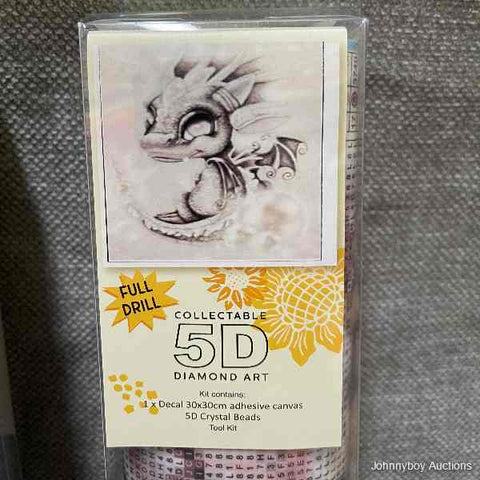 FULL
DRILL
COLLECTABLE
5D
DIAMOND ART
Kit contains:
1 x Decal 30x30cm adhesive canvas
5D Crystal Beads
Tool Kit
Johnnyboy Auctions